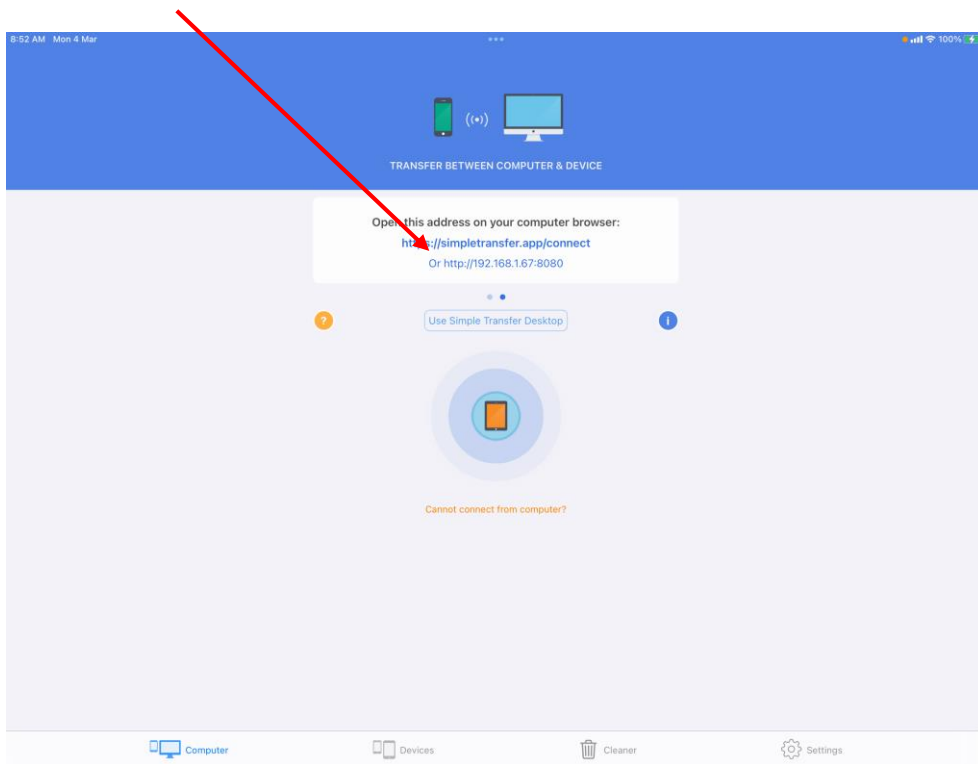 8:52 AM Mon 4 Mar
100%
TRANSFER BETWEEN COMPUTER & DEVICE
Open this address on your computer browser:
https://simpletransfer.app/connect
Or http://192.168.1.67:8080
?
Use Simple Transfer Desktop
i
Cannot connect from computer?
Computer
Devices
Cleaner
Settings